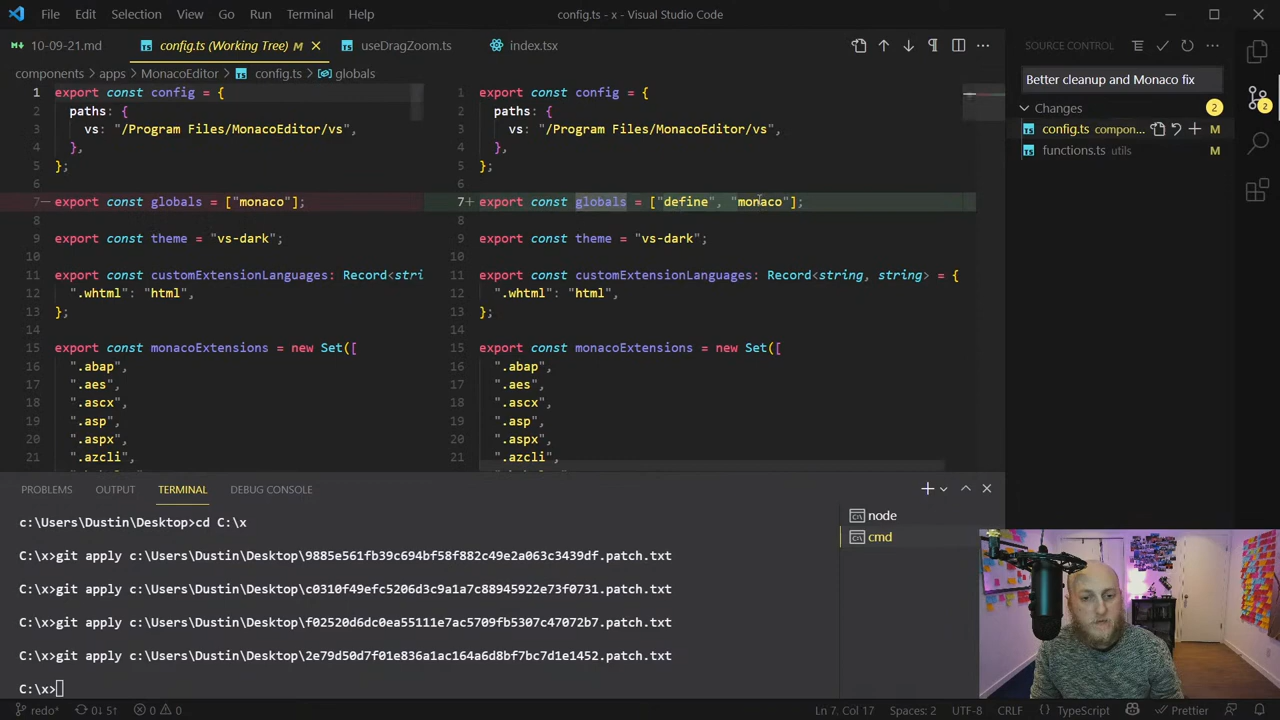 File Edit Selection View Go Run Terminal Help config.ts - x - Visual Studio Code
10-09-21.md config.ts (Working Tree) M useDragZoom.ts index.tsx
components > apps > MonacoEditor > config.ts > globals
1 export const config = {
2 paths: {
3 vs: "/Program Files/MonacoEditor/vs",
4 },
5 };
6
7 export const globals = ["monaco"];
8
9 export const theme = "vs-dark";
10
11 export const customExtensionLanguages: Record<stri
12 ".whtml": "html",
13 };
14
15 export const monacoExtensions = new Set([
16 ".abap",
17 ".aes",
18 ".ascx",
19 ".asp",
20 ".aspx",
21 ".azcli",
1 export const config = {
2 paths: {
3 vs: "/Program Files/MonacoEditor/vs",
4 },
5 };
6
7 export const globals = ["define", "monaco"];
8
9 export const theme = "vs-dark";
10
11 export const customExtensionLanguages: Record<string, string> = {
12 ".whtml": "html",
13 };
14
15 export const monacoExtensions = new Set([
16 ".abap",
17 ".aes",
18 ".ascx",
19 ".asp",
20 ".aspx",
21 ".azcli",
SOURCE CONTROL
Better cleanup and Monaco fix
Changes 2
config.ts compon... M
functions.ts utils M
2
PROBLEMS OUTPUT TERMINAL DEBUG CONSOLE
c:\Users\Dustin\Desktop>cd C:\x
C:\x>git apply c:\Users\Dustin\Desktop\9885e561fb39c694bf58f882c49e2a063c3439df.patch.txt
C:\x>git apply c:\Users\Dustin\Desktop\c0310f49efc5206d3c9a1a7c88945922e73f0731.patch.txt
C:\x>git apply c:\Users\Dustin\Desktop\f02520d6dc0ea55111e7ac5709fb5307c47072b7.patch.txt
C:\x>git apply c:\Users\Dustin\Desktop\2e79d50d7f01e836a1ac164a6d8bf7bc7d1e1452.patch.txt
C:\x>
node
cmd
redo* 0↓ 5↑ 0 0 Ln 7, Col 17 Spaces: 2 UTF-8 CRLF TypeScript Prettier